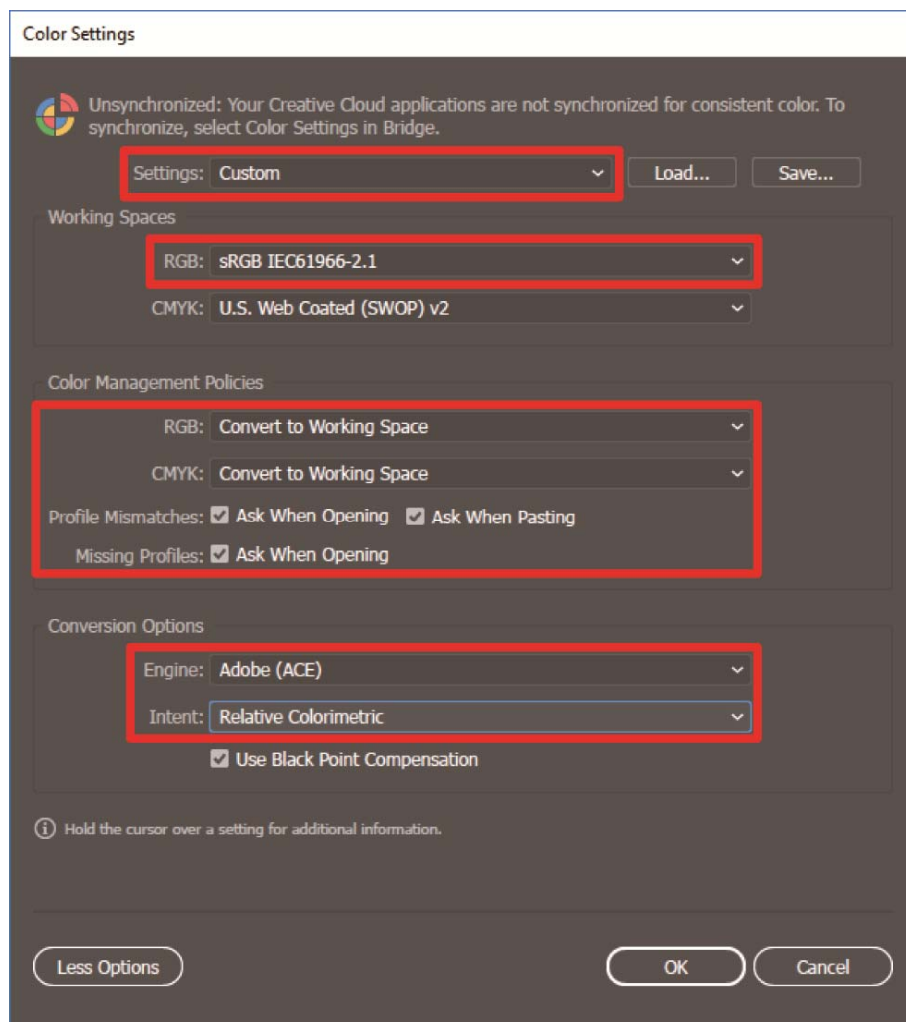 Color Settings
Unsynchronized: Your Creative Cloud applications are not synchronized for consistent color. To
synchronize, select Color Settings in Bridge.
Settings: Custom Load... Save...
Working Spaces
RGB: sRGB IEC61966-2.1
CMYK: U.S. Web Coated (SWOP) v2
Color Management Policies
RGB: Convert to Working Space
CMYK: Convert to Working Space
Profile Mismatches: Ask When Opening Ask When Pasting
Missing Profiles: Ask When Opening
Conversion Options
Engine: Adobe (ACE)
Intent: Relative Colorimetric
Use Black Point Compensation
Hold the cursor over a setting for additional information.
Less Options OK Cancel